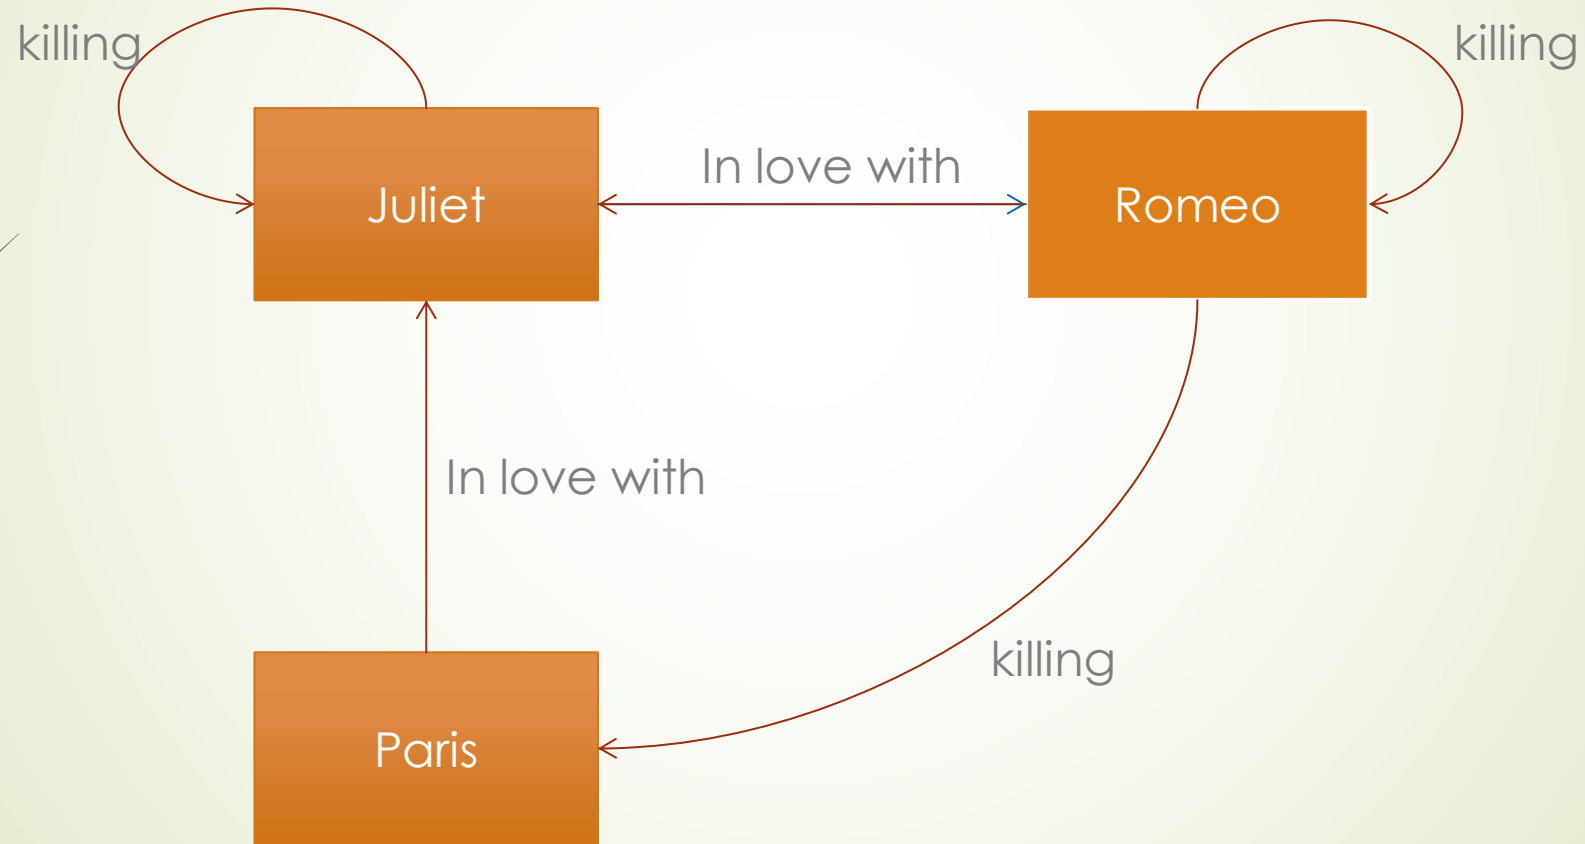 killing
killing
In love with
Juliet
Romeo
In love with
killing
Paris